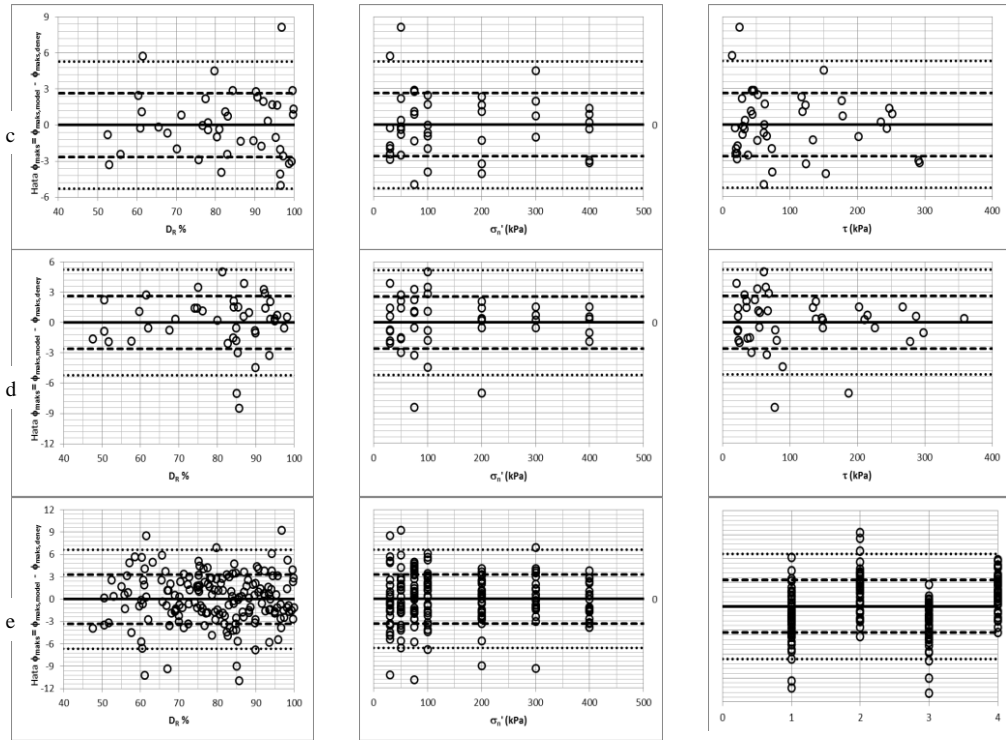 c
Hata ϕmaks= ϕmaks,model - ϕmaks,deney
9
6
3
0
-3
-6
40 50 60 70 80 90 100
DR %
0
0 100 200 300 400 500
σn' (kPa)
0 100 200 300 400
τ (kPa)
d
Hata ϕmaks= ϕmaks,model - ϕmaks,deney
6
3
0
-3
-6
-9
-12
40 50 60 70 80 90 100
DR %
0
0 100 200 300 400 500
σn' (kPa)
0 100 200 300 400
τ (kPa)
e
Hata ϕmaks= ϕmaks,model - ϕmaks,deney
12
9
6
3
0
-3
-6
-9
-12
40 50 60 70 80 90 100
DR %
0
0 100 200 300 400 500
σn' (kPa)
0 1 2 3 4